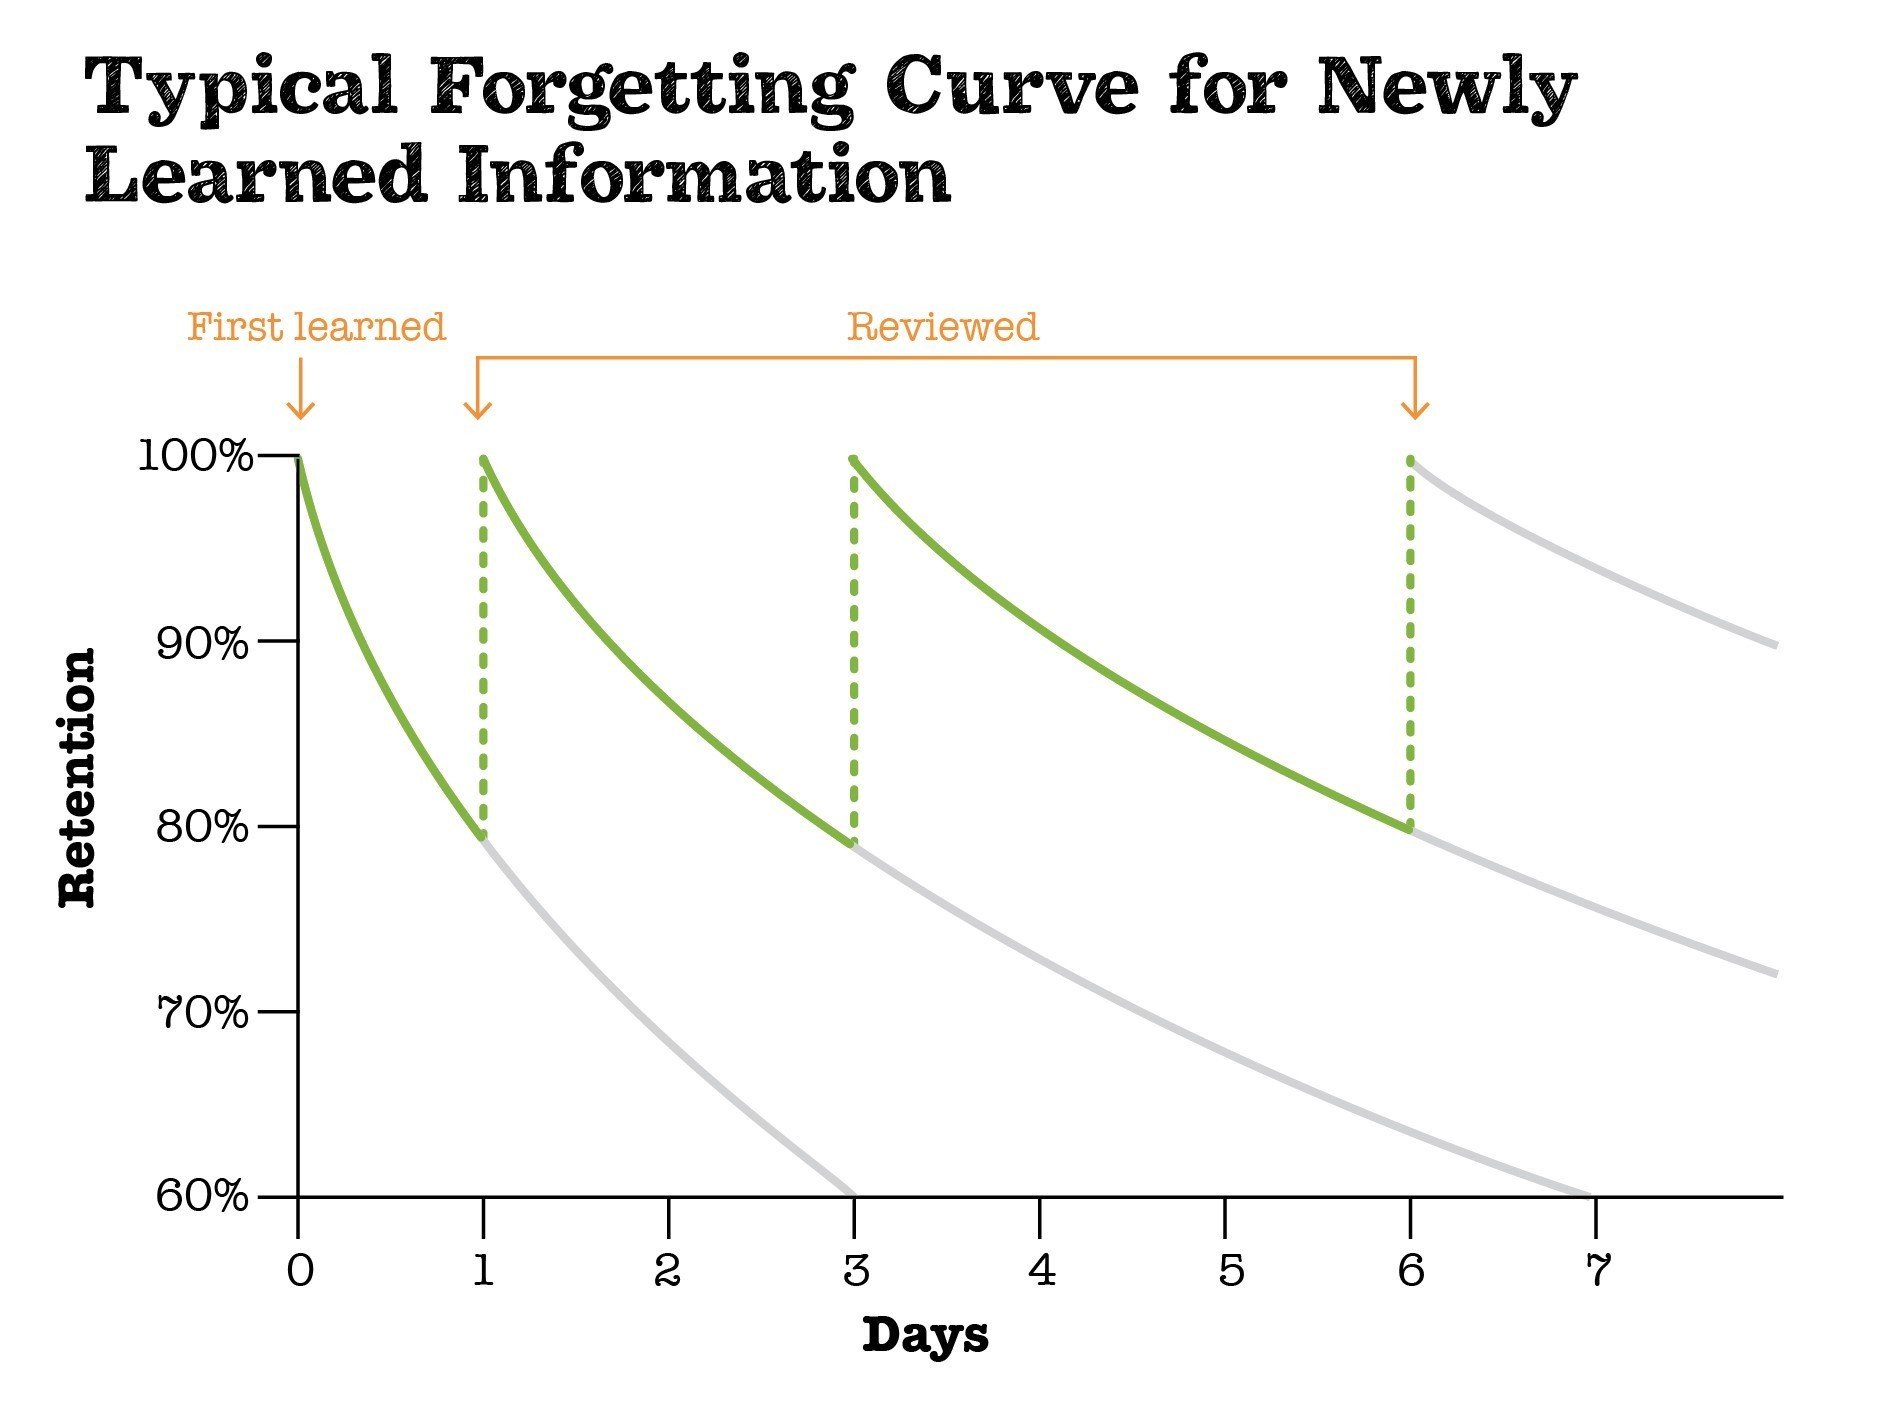 Typical Forgetting Curve for Newly
Learned Information
First learned
Reviewed
100%
90%
80%
70%
60%
Retention
0 1 2 3 4 5 6 7
Days